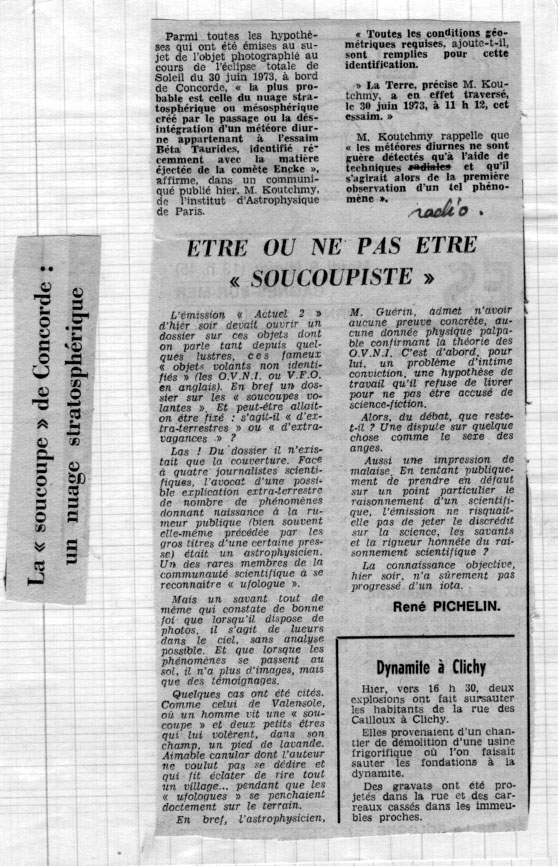 La « soucoupe » de Concorde :
un nuage stratosphérique
Parmi toutes les hypothè-
ses qui ont été émises au su-
jet de l'objet photographié au
cours de l'éclipse totale de
Soleil du 30 juin 1973, à bord
de Concorde, « la plus pro-
bable est celle du nuage stra-
tosphérique ou mésosphérique
créé par le passage ou la dés-
intégration d'un météore diur-
ne appartenant à l'essaim
Béta Taurides, identifié ré-
cemment avec la matière
éjectée de la comète Encke »,
affirme, dans un communi-
qué publié hier, M. Koutchmy,
de l'institut d'Astrophysique
de Paris.
« Toutes les conditions géo-
métriques requises, ajoute-t-il,
sont remplies pour cette
identification.
» La Terre, précise M. Kou-
tchmy, a en effet traversé,
le 30 juin 1973, à 11 h 12, cet
essaim. »
M. Koutchmy rappelle que
« les météores diurnes ne sont
guère détectés qu'à l'aide de
techniques radiales et qu'il
s'agirait alors de la première
observation d'un tel phéno-
mène ».
radio.
ETRE OU NE PAS ETRE
« SOUCOUPISTE »
L'émission « Actuel 2 »
d'hier soir devait ouvrir un
dossier sur ces objets dont
on parle tant depuis quel-
ques lustres, ces fameux
« objets volants non identi-
fiés » (les O.V.N.I. ou U.F.O.
en anglais). En bref un dos-
sier sur les « soucoupes vo-
lantes ». Et peut-être allait-
on être fixé : s'agit-il « d'ex-
tra-terrestres » ou « d'extra-
vagances » ?
Las ! Du dossier il n'exis-
tait que la couverture. Face
à quatre journalistes scienti-
fiques, l'avocat d'une possi-
ble explication extra-terrestre
de nombre de phénomènes
donnant naissance à la ru-
meur publique (bien souvent
elle-même précédée par les
gros titres d'une certaine pres-
se) était un astrophysicien.
Un des rares membres de la
communauté scientifique à se
reconnaître « ufologue ».
Mais un savant tout de
même qui constate de bonne
foi que lorsqu'il dispose de
photos, il s'agit de lueurs
dans le ciel, sans analyse
possible. Et que lorsque les
phénomènes se passent au
sol, il n'a plus d'images, mais
que des témoignages.
Quelques cas ont été cités.
Comme celui de Valensole,
où un homme vit une « sou-
coupe » et deux petits êtres
qui lui volèrent, dans son
champ, un pied de lavande.
Aimable canular dont l'auteur
ne voulut pas se dédire et
qui fit éclater de rire tout
un village... pendant que les
« ufologues » se penchaient
doctement sur le terrain.
En bref, l'astrophysicien,
M. Guérin, admet n'avoir
aucune preuve concrète, au-
cune donnée physique palpa-
ble confirmant la théorie des
O.V.N.I. C'est d'abord, pour
lui, un problème d'intime
conviction, une hypothèse de
travail qu'il refuse de livrer
pour ne pas être accusé de
science-fiction.
Alors, du débat, que reste-
t-il ? Une dispute sur quelque
chose comme le sexe des
anges.
Aussi une impression de
malaise. En tentant publique-
ment de prendre en défaut
sur un point particulier le
raisonnement d'un scientifi-
que, l'émission ne risquait-
elle pas de jeter le discrédit
sur la science, les savants
et la rigueur honnête du rai-
sonnement scientifique ?
La connaissance objective,
hier soir, n'a sûrement pas
progressé d'un iota.
René PICHELIN.
Dynamite à Clichy
Hier, vers 16 h 30, deux
explosions ont fait sursauter
les habitants de la rue des
Cailloux à Clichy.
Elles provenaient d'un chan-
tier de démolition d'une usine
frigorifique où l'on faisait
sauter les fondations à la
dynamite.
Des gravats ont été pro-
jetés dans la rue et des car-
reaux cassés dans les immeu-
bles proches.